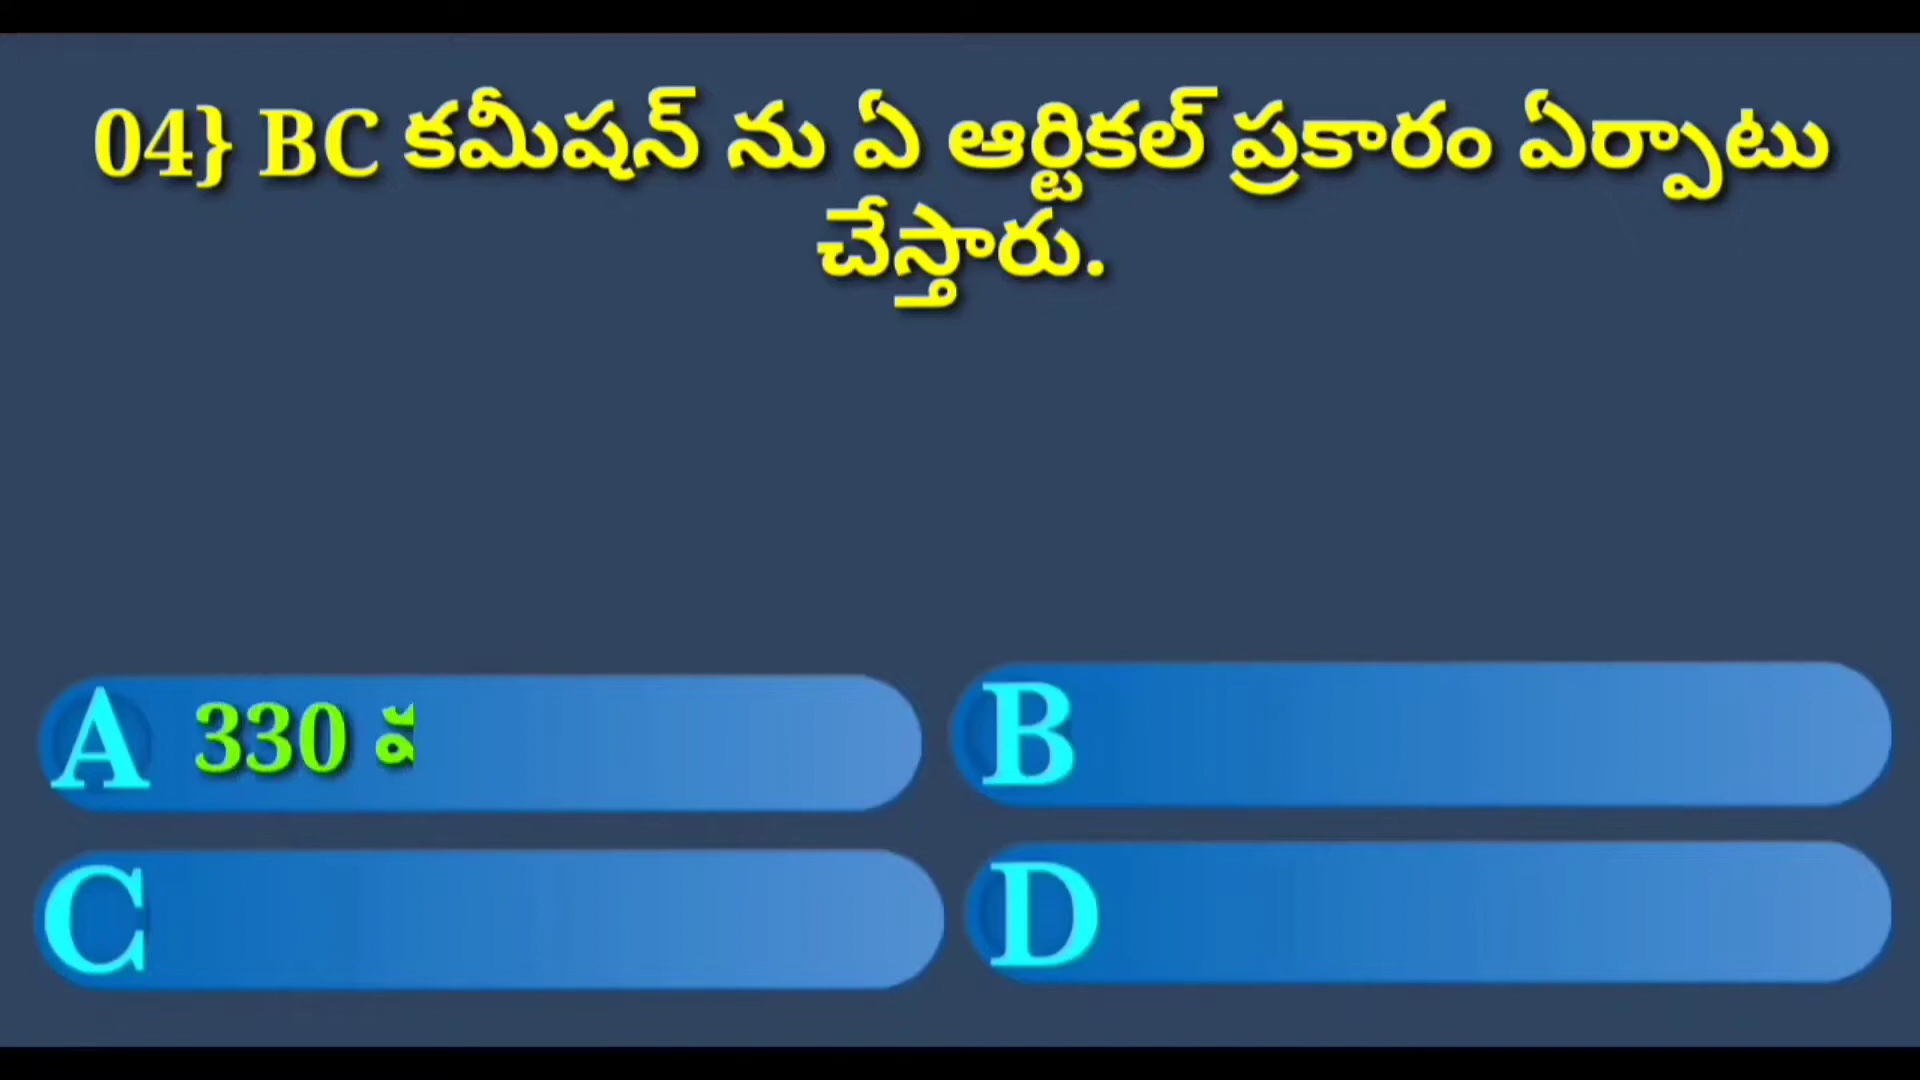 04} BC కమీషన్ ను ఏ ఆర్టికల్ ప్రకారం ఏర్పాటు
చేస్తారు.
A 330
B
C
D